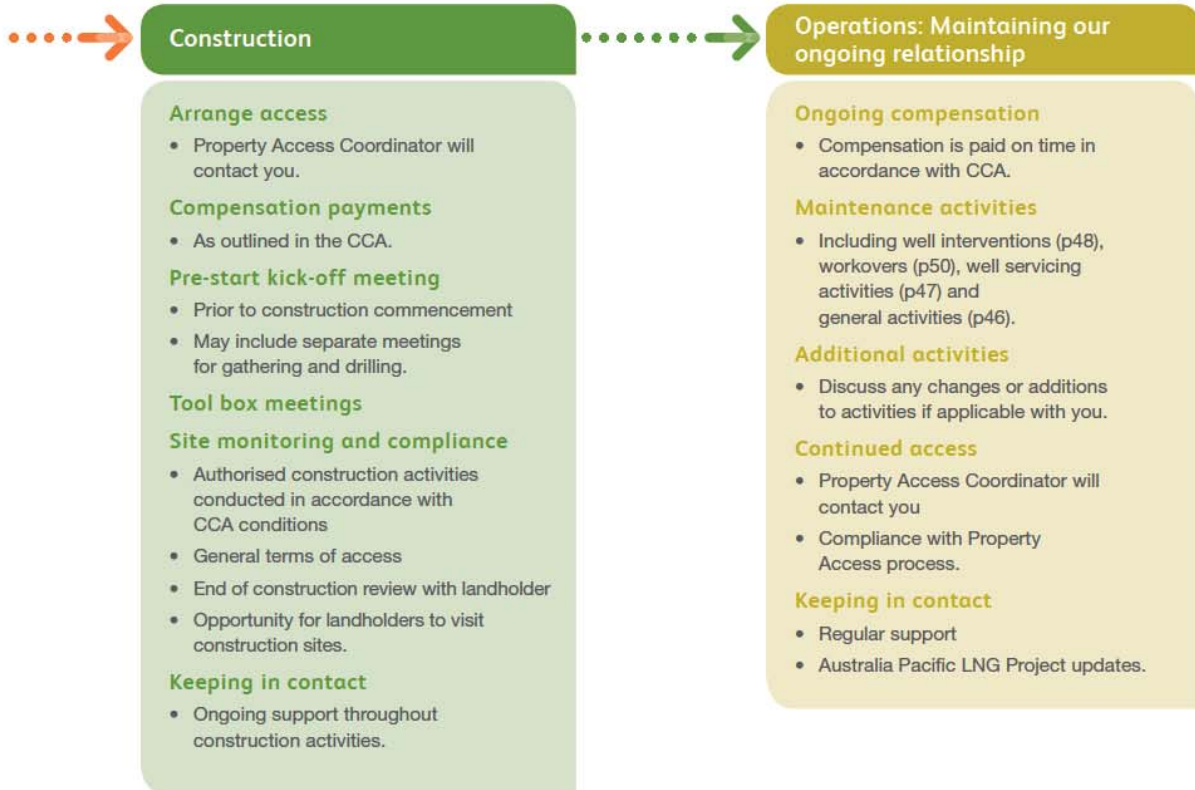 Construction
Arrange access
• Property Access Coordinator will
contact you.
Compensation payments
• As outlined in the CCA.
Pre-start kick-off meeting
• Prior to construction commencement
• May include separate meetings
for gathering and drilling.
Tool box meetings
Site monitoring and compliance
• Authorised construction activities
conducted in accordance with
CCA conditions
• General terms of access
• End of construction review with landholder
• Opportunity for landholders to visit
construction sites.
Keeping in contact
• Ongoing support throughout
construction activities.
Operations: Maintaining our
ongoing relationship
Ongoing compensation
• Compensation is paid on time in
accordance with CCA.
Maintenance activities
• Including well interventions (p48),
workovers (p50), well servicing
activities (p47) and
general activities (p46).
Additional activities
• Discuss any changes or additions
to activities if applicable with you.
Continued access
• Property Access Coordinator will
contact you
• Compliance with Property
Access process.
Keeping in contact
• Regular support
• Australia Pacific LNG Project updates.